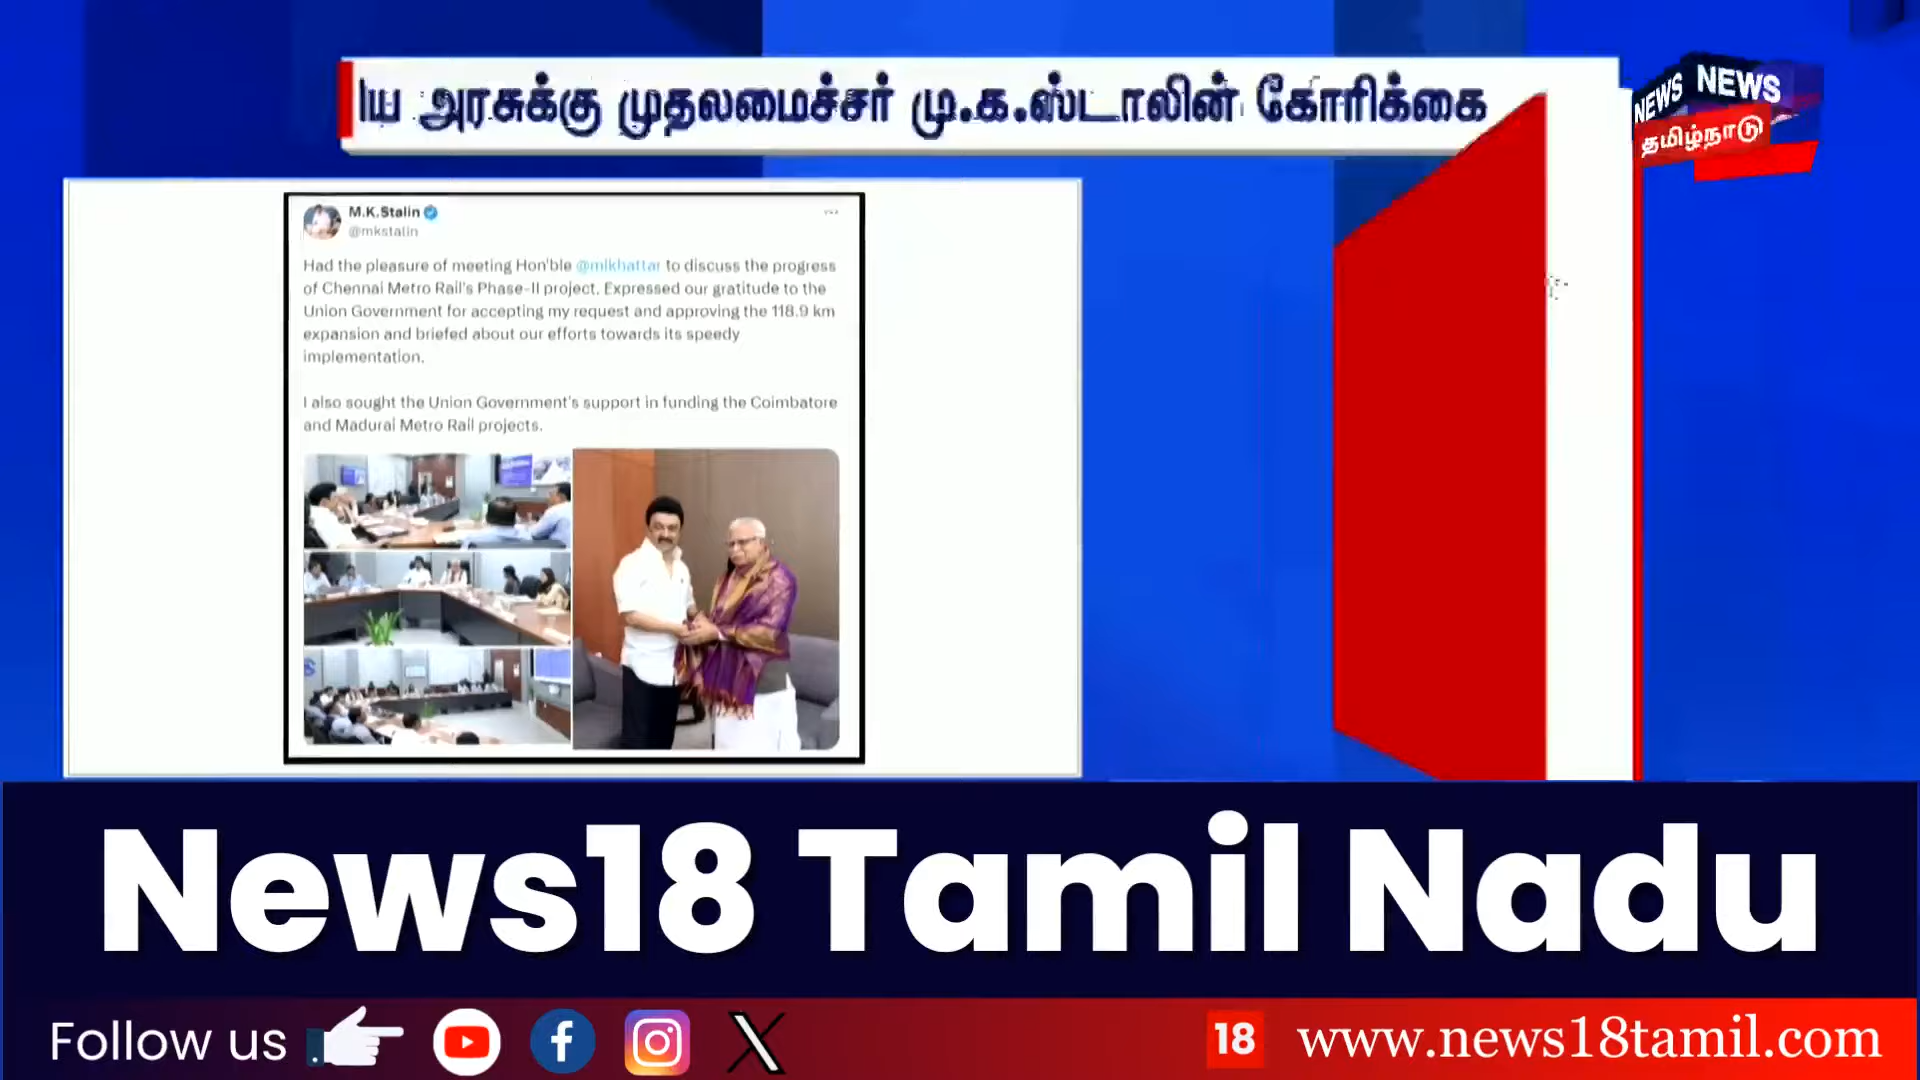 அரசுக்கு முதலமைச்சர் மு.க.ஸ்டாலின் கோரிக்கை
NEWS NEWS
தமிழ்நாடு
M.K.Stalin
@mkstalin
Had the pleasure of meeting Hon'ble @mlkhattar to discuss the progress
of Chennai Metro Rail's Phase-II project. Expressed our gratitude to the
Union Government for accepting my request and approving the 118.9 km
expansion and briefed about our efforts towards its speedy
implementation.
I also sought the Union Government's support in funding the Coimbatore
and Madurai Metro Rail projects.
News18 Tamil Nadu
Follow us
18 www.news18tamil.com